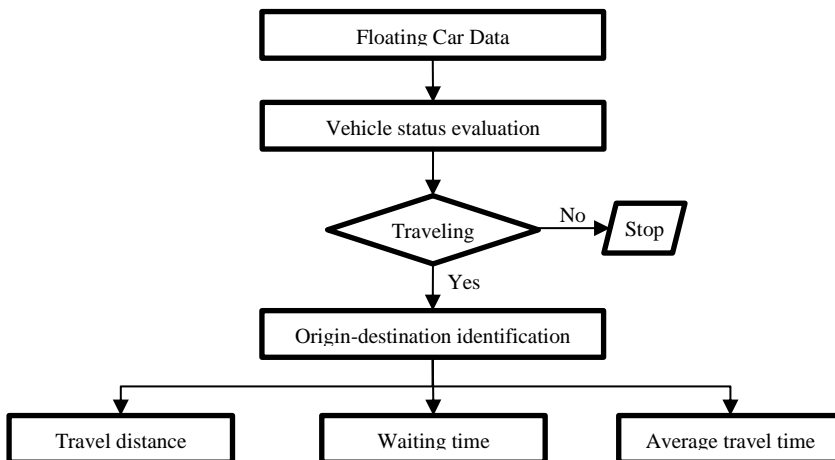 Floating Car Data
Vehicle status evaluation
Traveling
No
Stop
Yes
Origin-destination identification
Travel distance
Waiting time
Average travel time